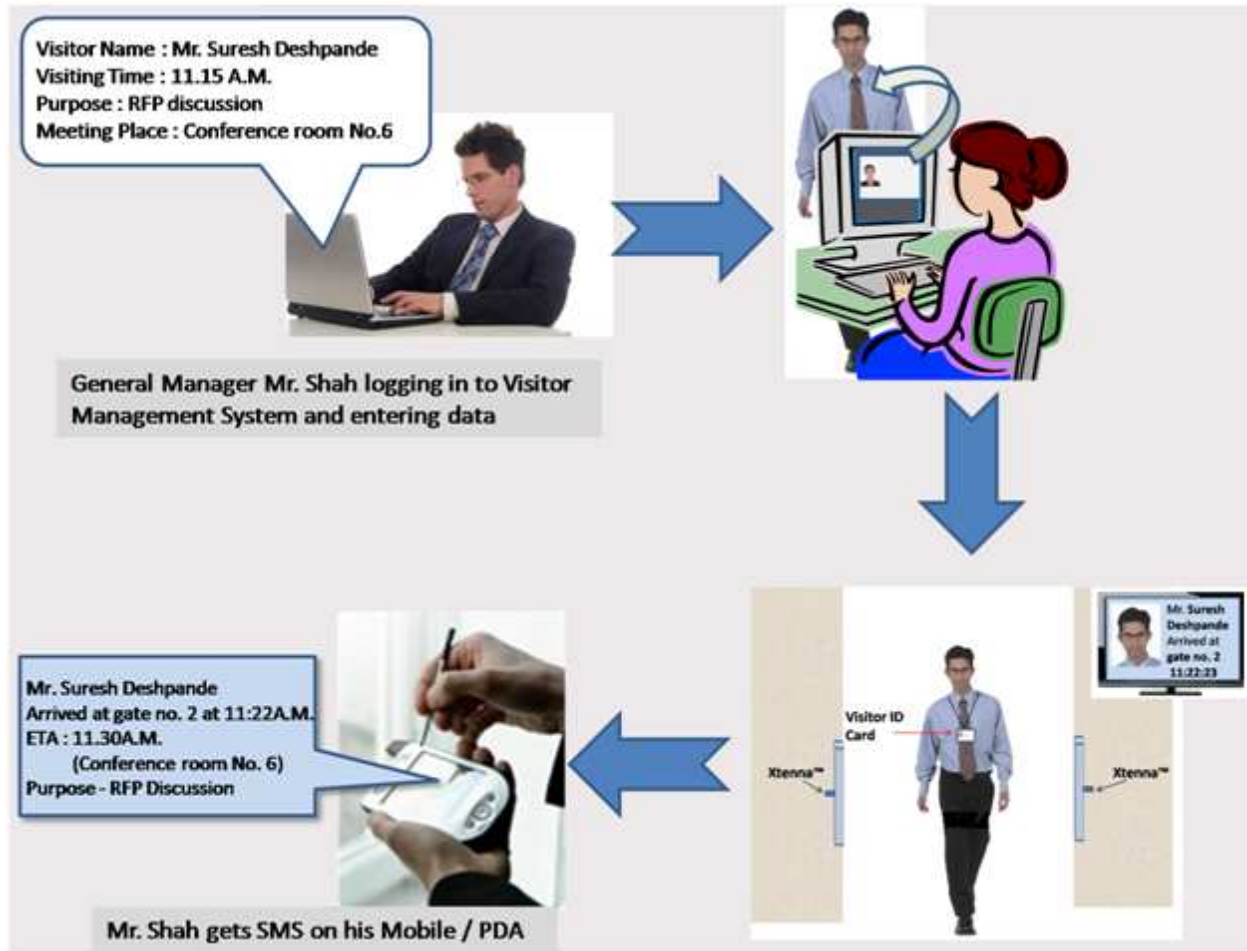 Visitor Name : Mr. Suresh Deshpande
Visiting Time : 11.15 A.M.
Purpose : RFP discussion
Meeting Place : Conference room No.6
General Manager Mr. Shah logging in to Visitor
Management System and entering data
Mr. Suresh
Deshpande
Arrived at
gate no. 2
11:22:23
Visitor ID
Card
Xtenna™
Xtenna™
Mr. Suresh Deshpande
Arrived at gate no. 2 at 11:22A.M.
ETA : 11.30A.M.
(Conference room No. 6)
Purpose - RFP Discussion
Mr. Shah gets SMS on his Mobile / PDA